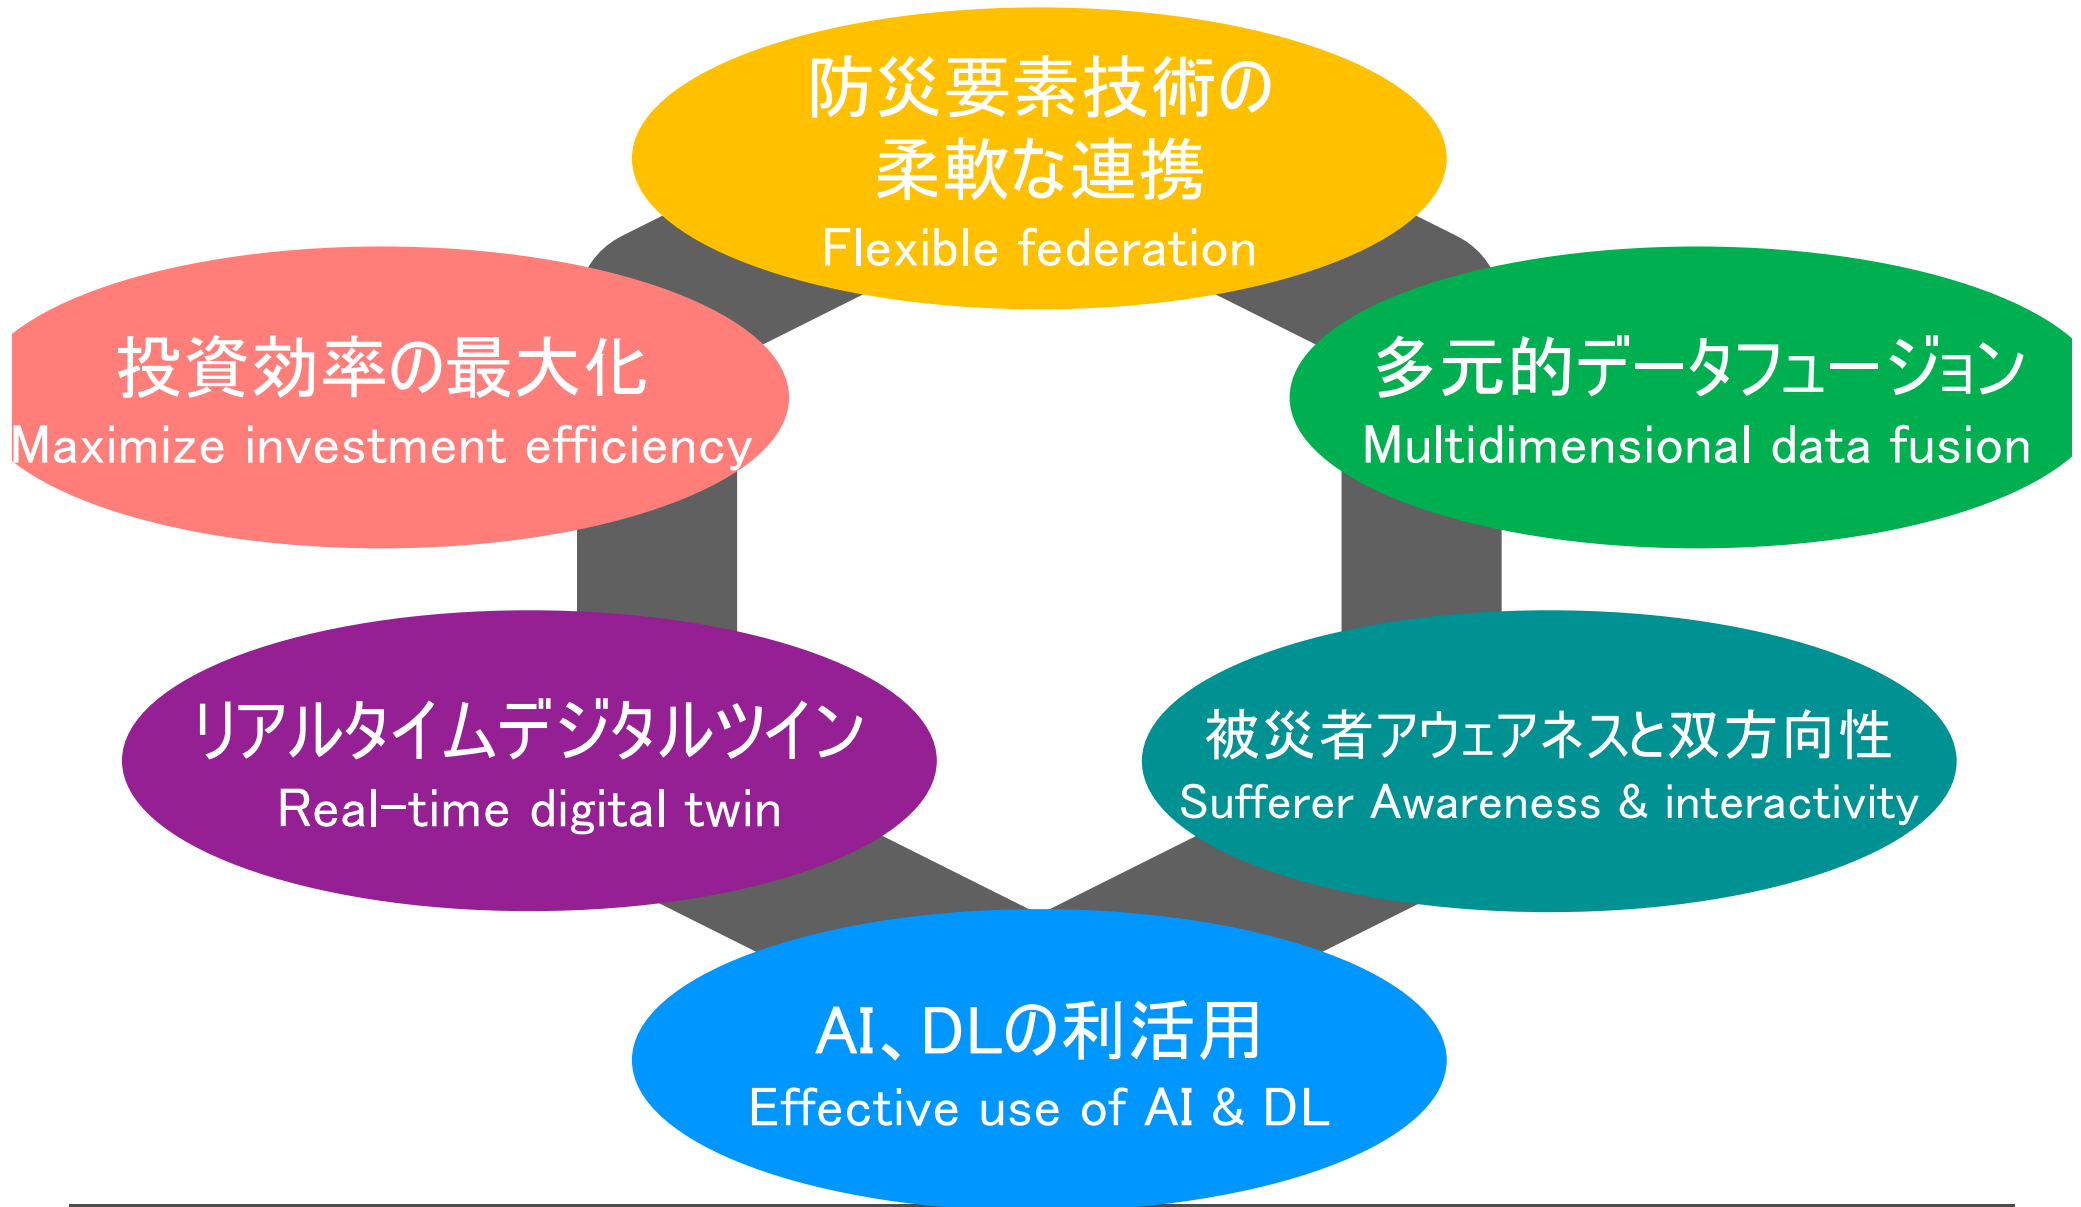 防災要素技術の
柔軟な連携
Flexible federation
投資効率の最大化
Maximize investment efficiency
多元的データフュージョン
Multidimensional data fusion
リアルタイムデジタルツイン
Real-time digital twin
被災者アウェアネスと双方向性
Sufferer Awareness & interactivity
AI、DLの利活用
Effective use of AI & DL